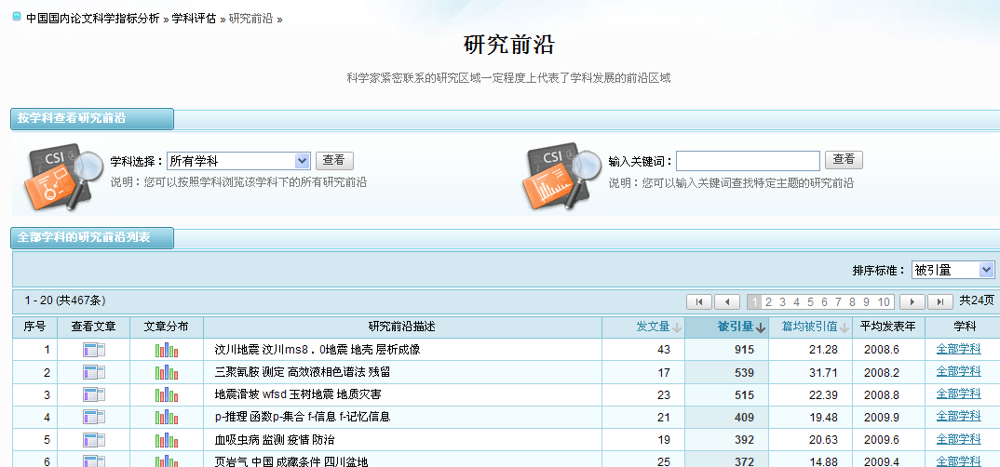 中国国内论文科学指标分析 » 学科评估 » 研究前沿 »
研究前沿
科学家紧密联系的研究区域一定程度上代表了学科发展的前沿区域
按学科查看研究前沿
CSI 学科选择： 所有学科 查看
说明：您可以按照学科浏览该学科下的所有研究前沿
CSI 输入关键词： 查看
说明：您可以输入关键词查找特定主题的研究前沿
全部学科的研究前沿列表
排序标准： 被引量
1 - 20 (共467条) 1 2 3 4 5 6 7 8 9 10 共24页
序号 查看文章 文章分布 研究前沿描述 发文量 被引量 篇均被引值 平均发表年 学科
1 汶川地震 汶川ms8．0地震 地壳 层析成像 43 915 21.28 2008.6 全部学科
2 三聚氰胺 测定 高效液相色谱法 残留 17 539 31.71 2008.2 全部学科
3 地震滑坡 wfsd 玉树地震 地质灾害 23 515 22.39 2008.8 全部学科
4 p-推理 函数p-集合 f-信息 f-记忆信息 21 409 19.48 2009.9 全部学科
5 血吸虫病 监测 疫情 防治 19 392 20.63 2009.6 全部学科
6 页岩气 中国 成藏条件 四川盆地 25 372 14.88 2009.4 全部学科